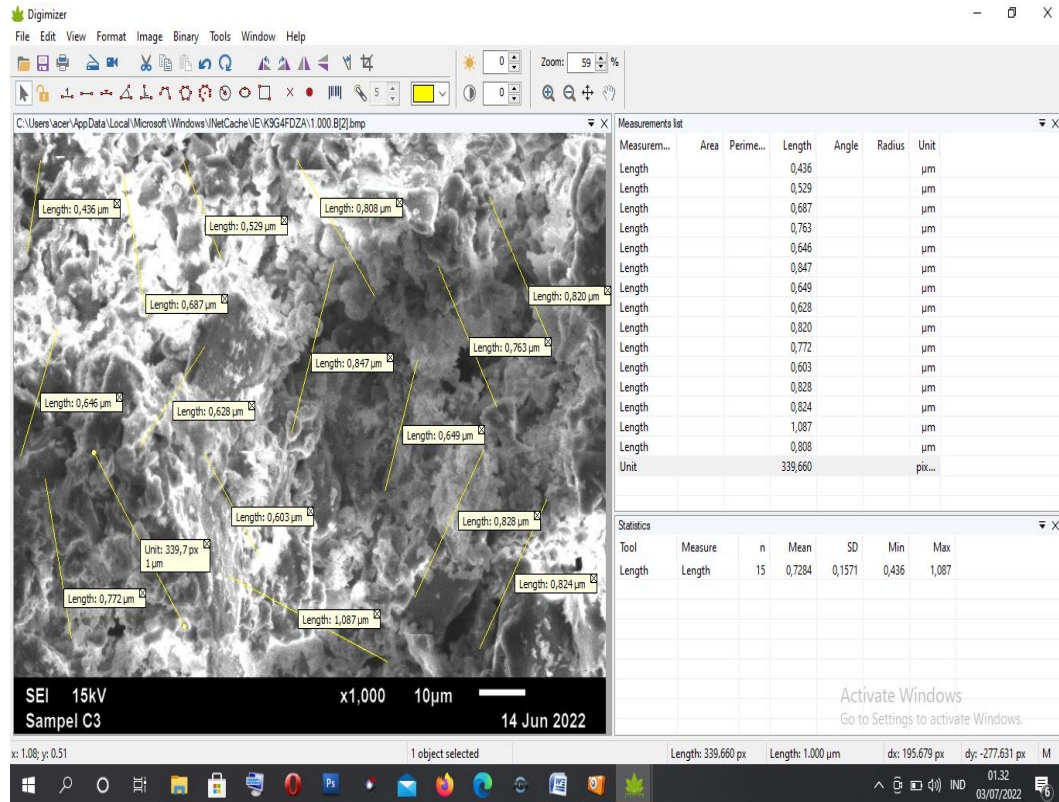 Digimizer
File Edit View Format Image Binary Tools Window Help
0 Zoom: 59 %
5 0
C:\Users\acer\AppData\Local\Microsoft\Windows\INetCache\IE\K9G4FDZA\1.000.B[2].bmp
Length: 0,436 µm
Length: 0,529 µm
Length: 0,808 µm
Length: 0,687 µm
Length: 0,820 µm
Length: 0,847 µm
Length: 0,763 µm
Length: 0,646 µm
Length: 0,628 µm
Length: 0,649 µm
Length: 0,603 µm
Length: 0,828 µm
Unit: 339,7 px
1 µm
Length: 0,772 µm
Length: 0,824 µm
Length: 1,087 µm
SEI 15kV x1,000 10µm
Sampel C3 14 Jun 2022
Measurements list
Measurem... Area Perime... Length Angle Radius Unit
Length 0,436 µm
Length 0,529 µm
Length 0,687 µm
Length 0,763 µm
Length 0,646 µm
Length 0,847 µm
Length 0,649 µm
Length 0,628 µm
Length 0,820 µm
Length 0,772 µm
Length 0,603 µm
Length 0,828 µm
Length 0,824 µm
Length 1,087 µm
Length 0,808 µm
Unit 339,660 pix...
Statistics
Tool Measure n Mean SD Min Max
Length Length 15 0,7284 0,1571 0,436 1,087
Activate Windows
Go to Settings to activate Windows.
x: 1.08; y: 0.51 1 object selected Length: 339.660 px Length: 1.000 µm dx: 195.679 px dy: -277.631 px M
Ps IND 01.32
03/07/2022 6